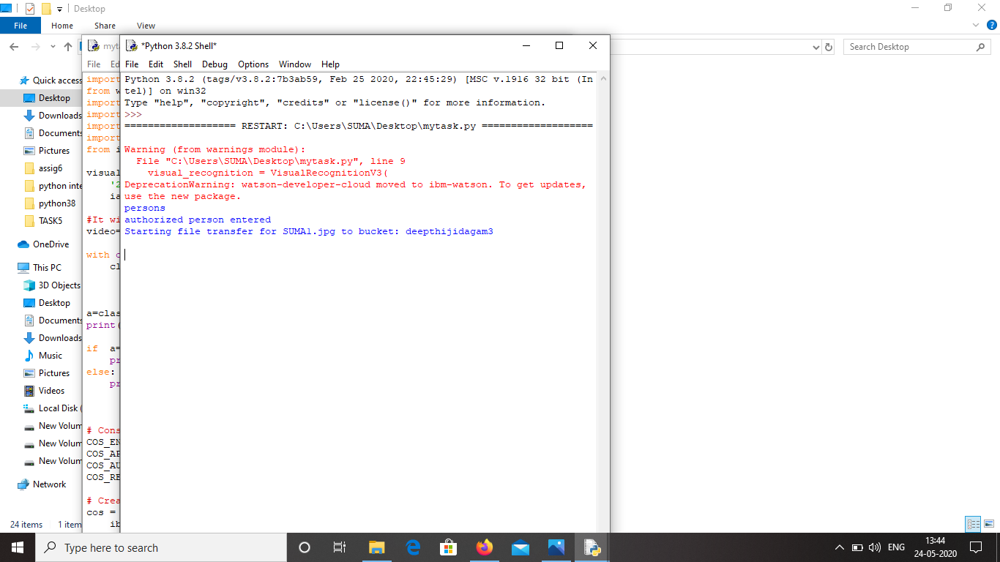 Desktop
File Home Share View
Search Desktop
Quick access
Desktop
Downloads
Documents
Pictures
assig6
python inte
python38
TASK5
OneDrive
This PC
3D Objects
Desktop
Documents
Downloads
Music
Pictures
Videos
Local Disk (
New Volum
New Volum
New Volum
Network
24 items 1 item
myt
File Ed
import
from w
import
import
import
import
from i
visual
'2
ia
#It wi
video=
with c
cl
a=clas
print(
if a=
pr
else:
pr
# Cons
COS_EN
COS_AP
COS_AU
COS_RE
# Crea
cos =
ib
*Python 3.8.2 Shell*
File Edit Shell Debug Options Window Help
Python 3.8.2 (tags/v3.8.2:7b3ab59, Feb 25 2020, 22:45:29) [MSC v.1916 32 bit (In
tel)] on win32
Type "help", "copyright", "credits" or "license()" for more information.
>>>
=================== RESTART: C:\Users\SUMA\Desktop\mytask.py ===================
Warning (from warnings module):
File "C:\Users\SUMA\Desktop\mytask.py", line 9
visual_recognition = VisualRecognitionV3(
DeprecationWarning: watson-developer-cloud moved to ibm-watson. To get updates,
use the new package.
persons
authorized person entered
Starting file transfer for SUMA1.jpg to bucket: deepthijidagam3
Type here to search
ENG
13:44
24-05-2020